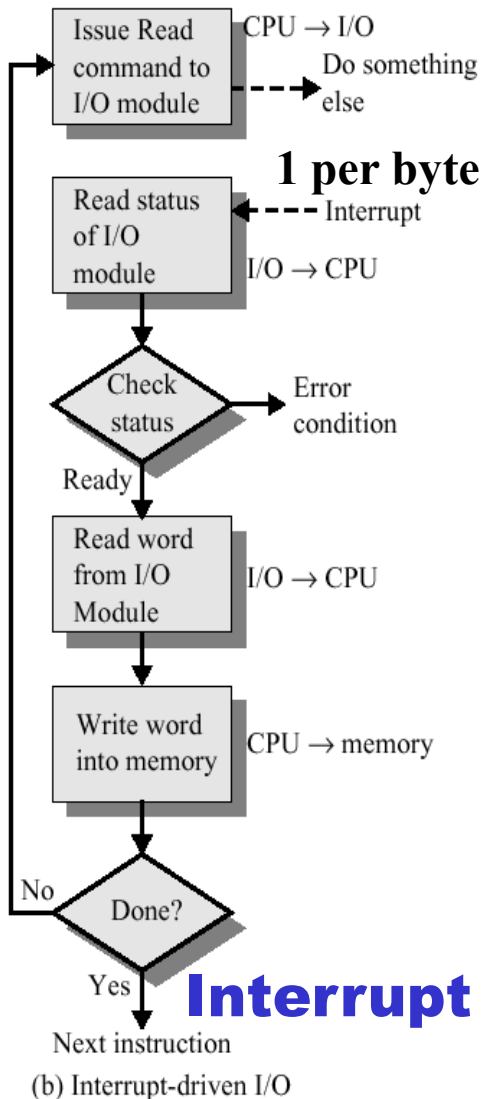 Issue Read
command to
I/O module
CPU → I/O
Do something
else
1 per byte
Read status
of I/O
module
Interrupt
I/O → CPU
Check
status
Error
condition
Ready
Read word
from I/O
Module
I/O → CPU
Write word
into memory
CPU → memory
No
Done?
Yes
Interrupt
Next instruction
(b) Interrupt-driven I/O